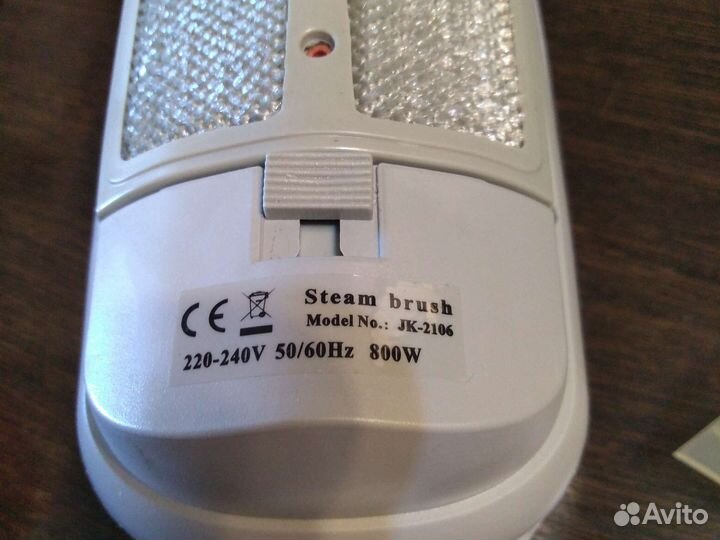 CE Steam brush
Model No.: JK-2106
220-240V 50/60Hz 800W
Avito